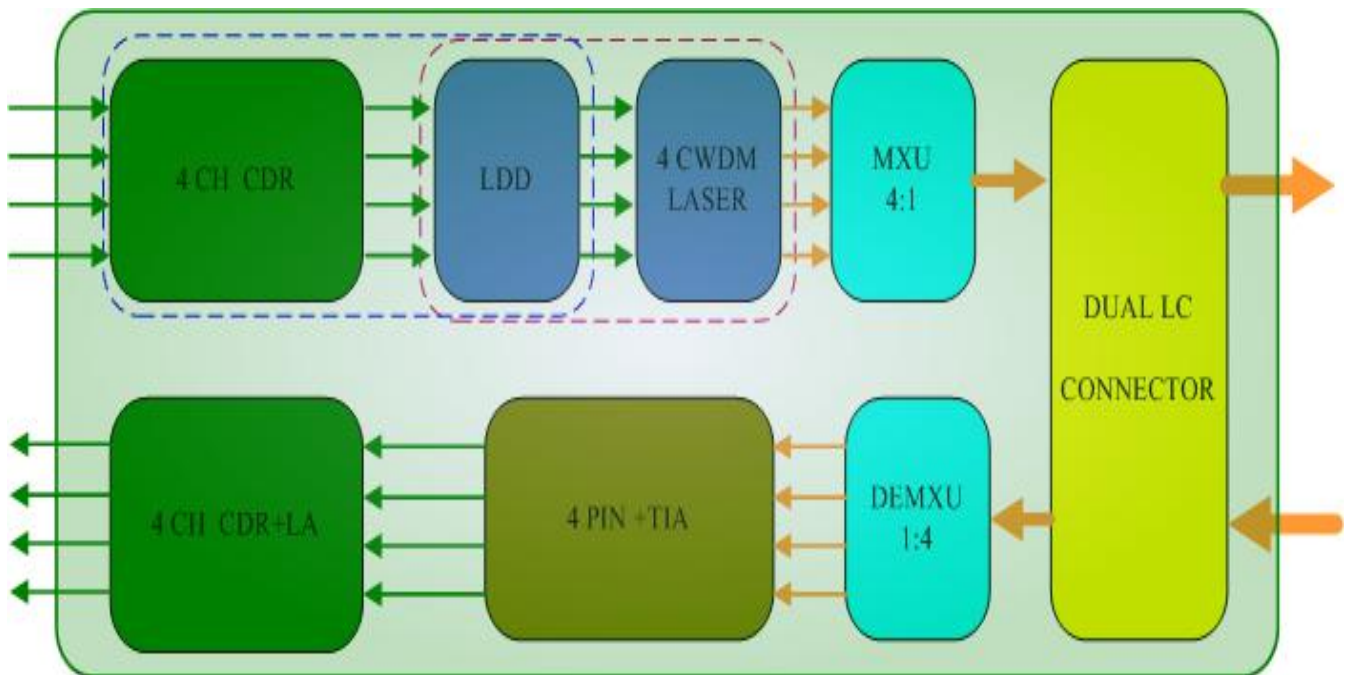 4 CH CDR
LDD
4 CWDM
LASER
MXU
4:1
DUAL LC
CONNECTOR
4 CH CDR+LA
4 PIN +TIA
DEMXU
1:4